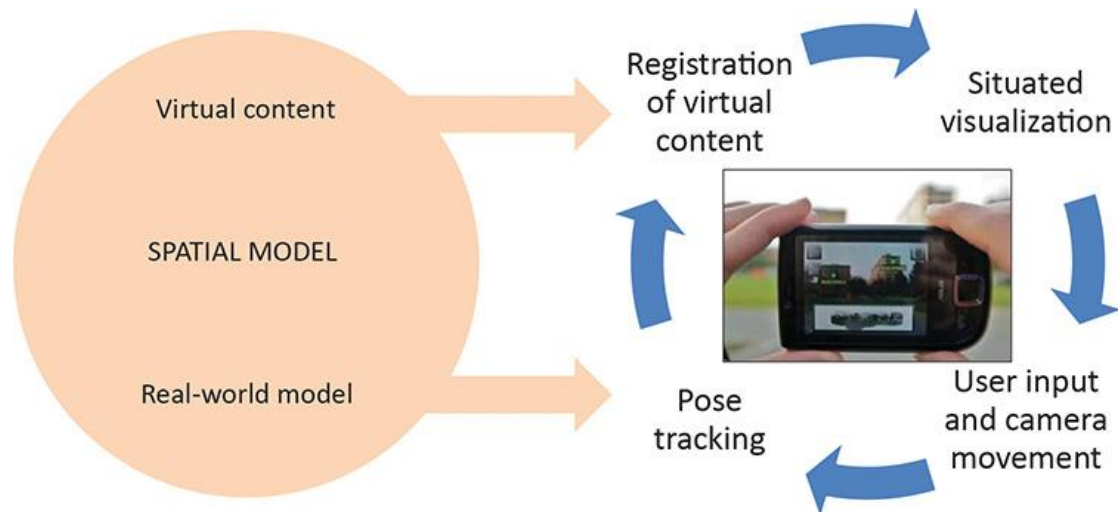 Virtual content
SPATIAL MODEL
Real-world model
Registration
of virtual
content
Situated
visualization
Pose
tracking
User input
and camera
movement
ASUS